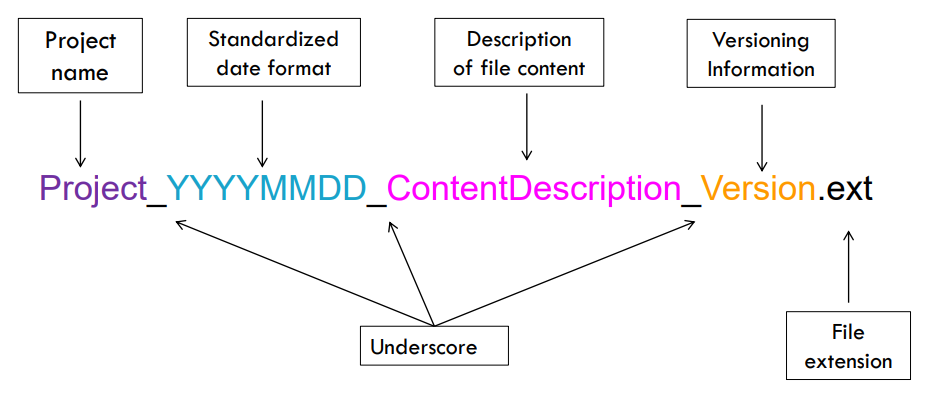 Project
name
Standardized
date format
Description
of file content
Versioning
Information
Project_YYYYMMDD_ContentDescription_Version.ext
Underscore
File
extension